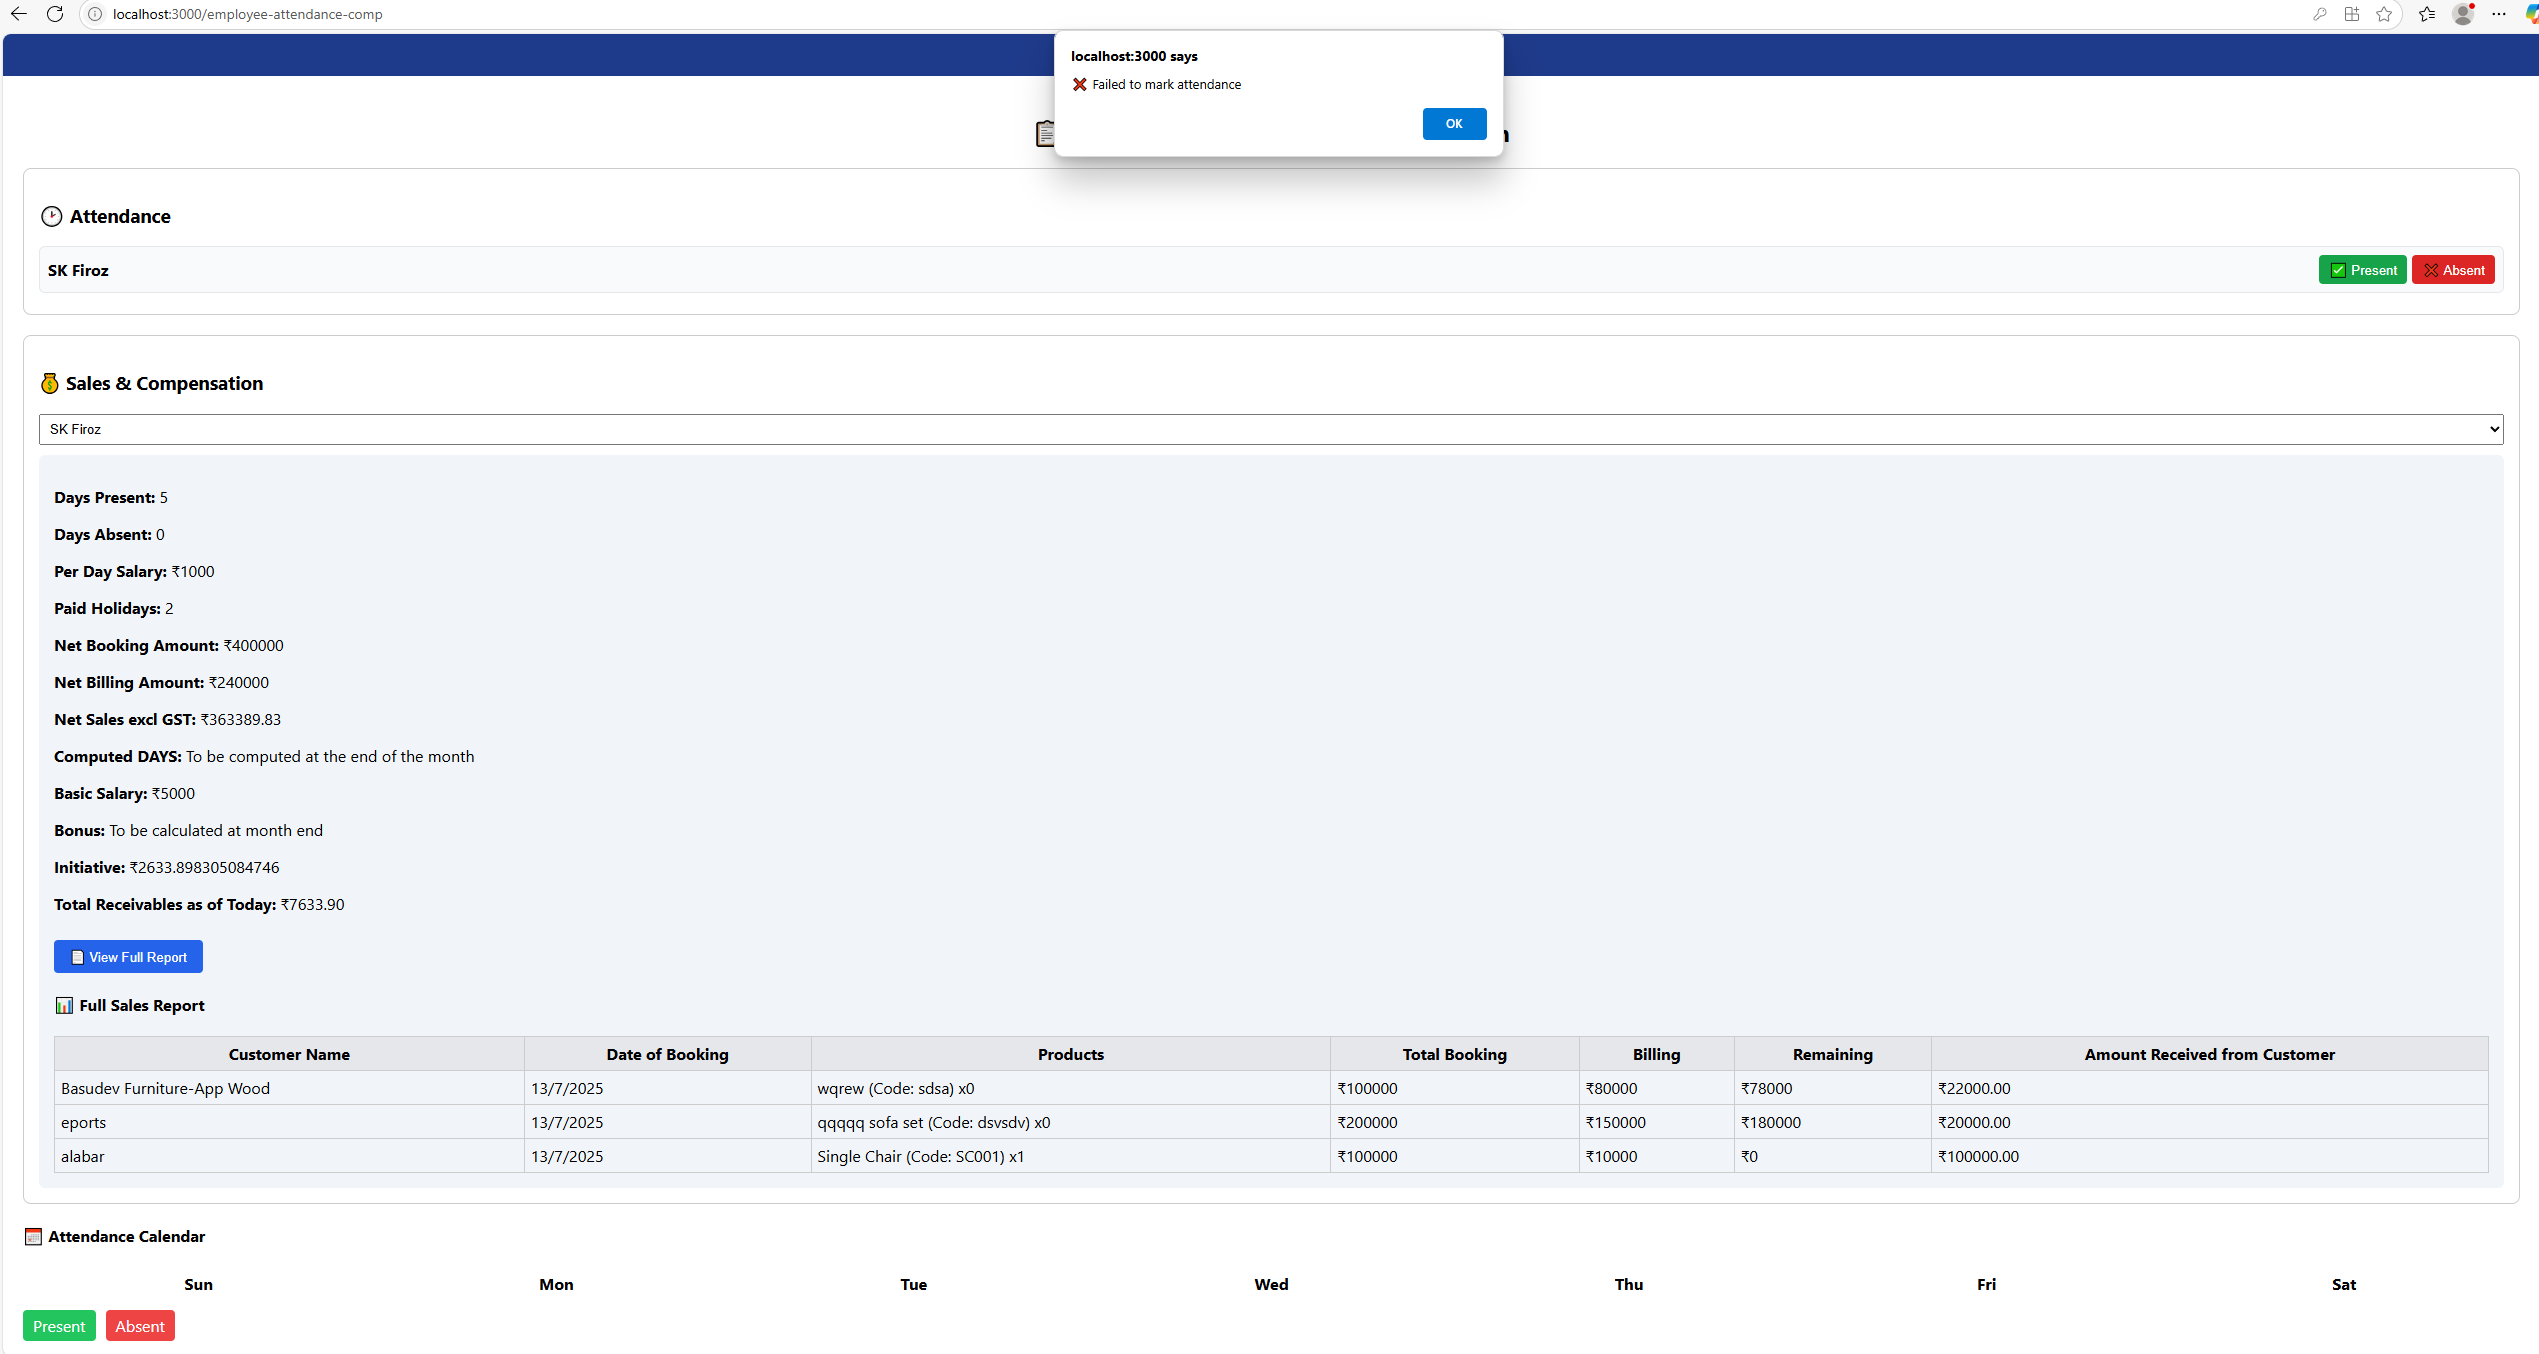 localhost:3000/employee-attendance-comp
localhost:3000 says
❌ Failed to mark attendance
OK
🕑 Attendance
SK Firoz
✅ Present ❌ Absent
💰 Sales & Compensation
SK Firoz
Days Present: 5
Days Absent: 0
Per Day Salary: ₹1000
Paid Holidays: 2
Net Booking Amount: ₹400000
Net Billing Amount: ₹240000
Net Sales excl GST: ₹363389.83
Computed DAYS: To be computed at the end of the month
Basic Salary: ₹5000
Bonus: To be calculated at month end
Initiative: ₹2633.898305084746
Total Receivables as of Today: ₹7633.90
📄 View Full Report
📊 Full Sales Report
Customer Name Date of Booking Products Total Booking Billing Remaining Amount Received from Customer
Basudev Furniture-App Wood 13/7/2025 wqrew (Code: sdsa) x0 ₹100000 ₹80000 ₹78000 ₹22000.00
eports 13/7/2025 qqqqq sofa set (Code: dsvsdv) x0 ₹200000 ₹150000 ₹180000 ₹20000.00
alabar 13/7/2025 Single Chair (Code: SC001) x1 ₹100000 ₹10000 ₹0 ₹100000.00
📅 Attendance Calendar
Sun Mon Tue Wed Thu Fri Sat
Present Absent